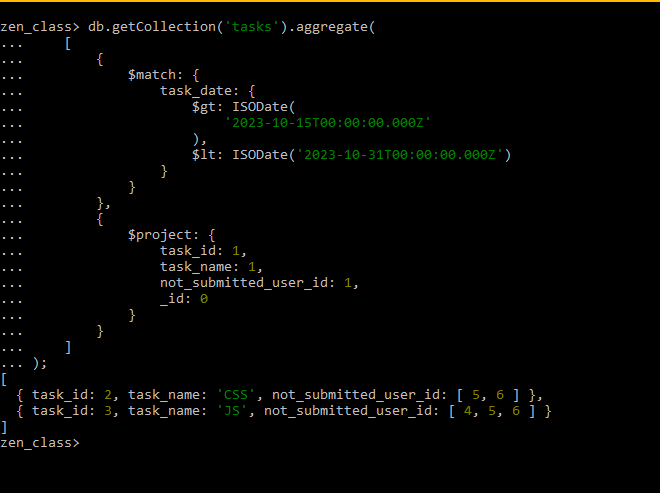 zen_class> db.getCollection('tasks').aggregate(
...     [
...         {
...             $match: {
...                 task_date: {
...                     $gt: ISODate(
...                         '2023-10-15T00:00:00.000Z'
...                     ),
...                     $lt: ISODate('2023-10-31T00:00:00.000Z')
...                 }
...             }
...         },
...         {
...             $project: {
...                 task_id: 1,
...                 task_name: 1,
...                 not_submitted_user_id: 1,
...                 _id: 0
...             }
...         }
...     ]
... );
[
  { task_id: 2, task_name: 'CSS', not_submitted_user_id: [ 5, 6 ] },
  { task_id: 3, task_name: 'JS', not_submitted_user_id: [ 4, 5, 6 ] }
]
zen_class>